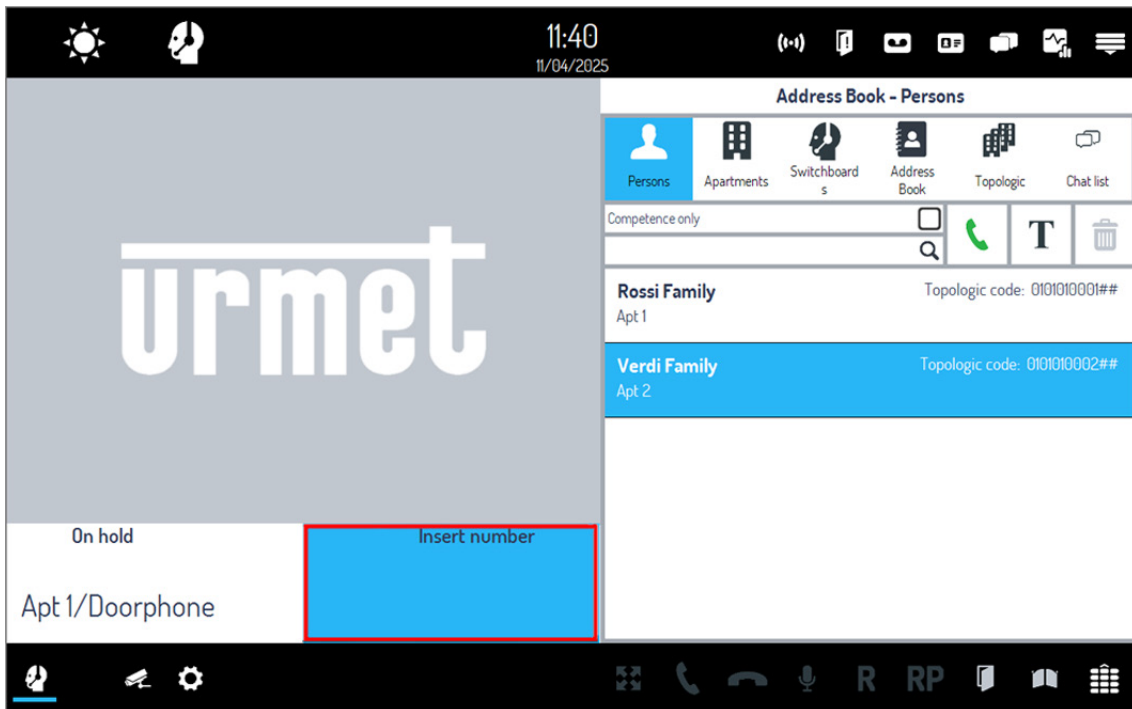 11:40
11/04/2025
urmet
On hold
Apt 1/Doorphone
Insert number
Address Book - Persons
Persons
Apartments
Switchboard
s
Address
Book
Topologic
Chat list
Competence only
T
Rossi Family
Topologic code: 0101010001##
Apt 1
Verdi Family
Topologic code: 0101010002##
Apt 2
R
RP